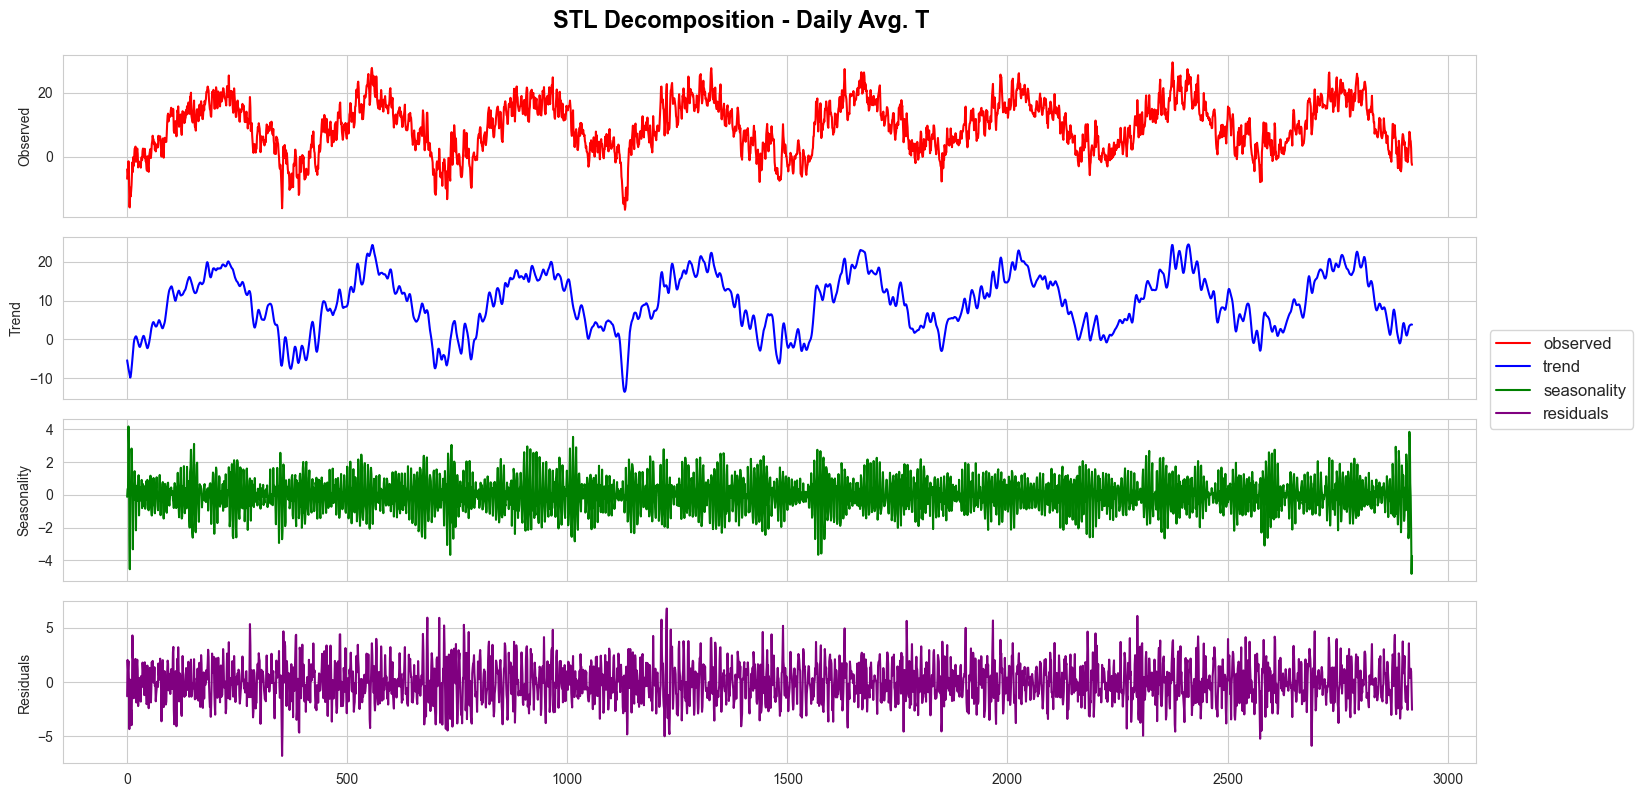 STL Decomposition - Daily Avg. T
20
0
Observed
20
10
0
−10
Trend
4
2
0
−2
−4
Seasonality
5
0
−5
Residuals
0 500 1000 1500 2000 2500 3000
observed
trend
seasonality
residuals